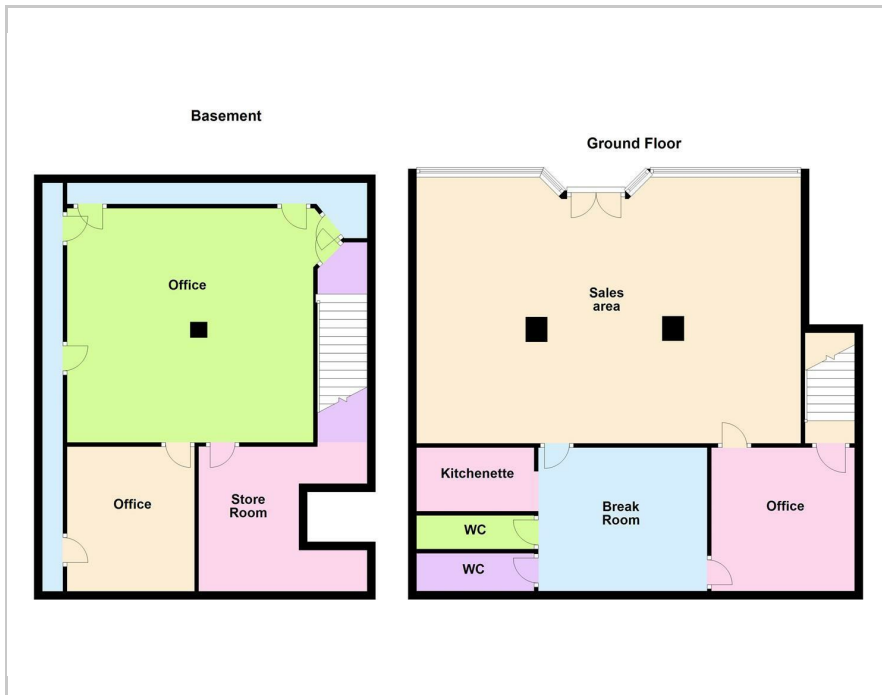 Basement
Ground Floor
Office
Sales
area
Office
Store
Room
Kitchenette
WC
WC
Break
Room
Office